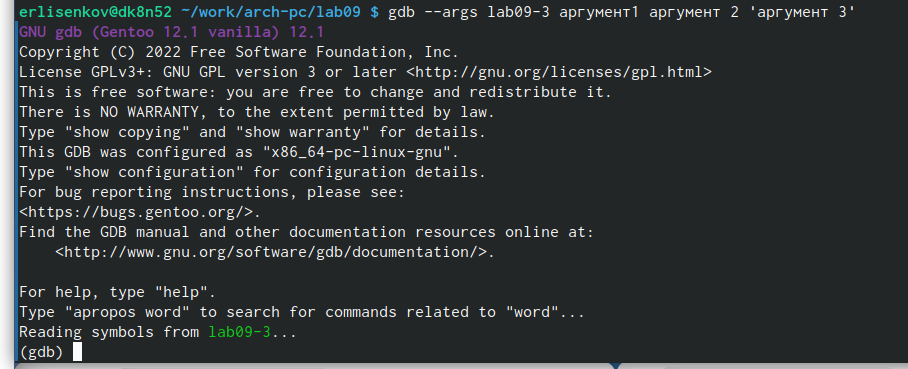 erlisenkov@dk8n52 ~/work/arch-pc/lab09 $ gdb --args lab09-3 аргумент1 аргумент 2 'аргумент 3'
GNU gdb (Gentoo 12.1 vanilla) 12.1
Copyright (C) 2022 Free Software Foundation, Inc.
License GPLv3+: GNU GPL version 3 or later <http://gnu.org/licenses/gpl.html>
This is free software: you are free to change and redistribute it.
There is NO WARRANTY, to the extent permitted by law.
Type "show copying" and "show warranty" for details.
This GDB was configured as "x86_64-pc-linux-gnu".
Type "show configuration" for configuration details.
For bug reporting instructions, please see:
<https://bugs.gentoo.org/>.
Find the GDB manual and other documentation resources online at:
    <http://www.gnu.org/software/gdb/documentation/>.

For help, type "help".
Type "apropos word" to search for commands related to "word"...
Reading symbols from lab09-3...
(gdb)